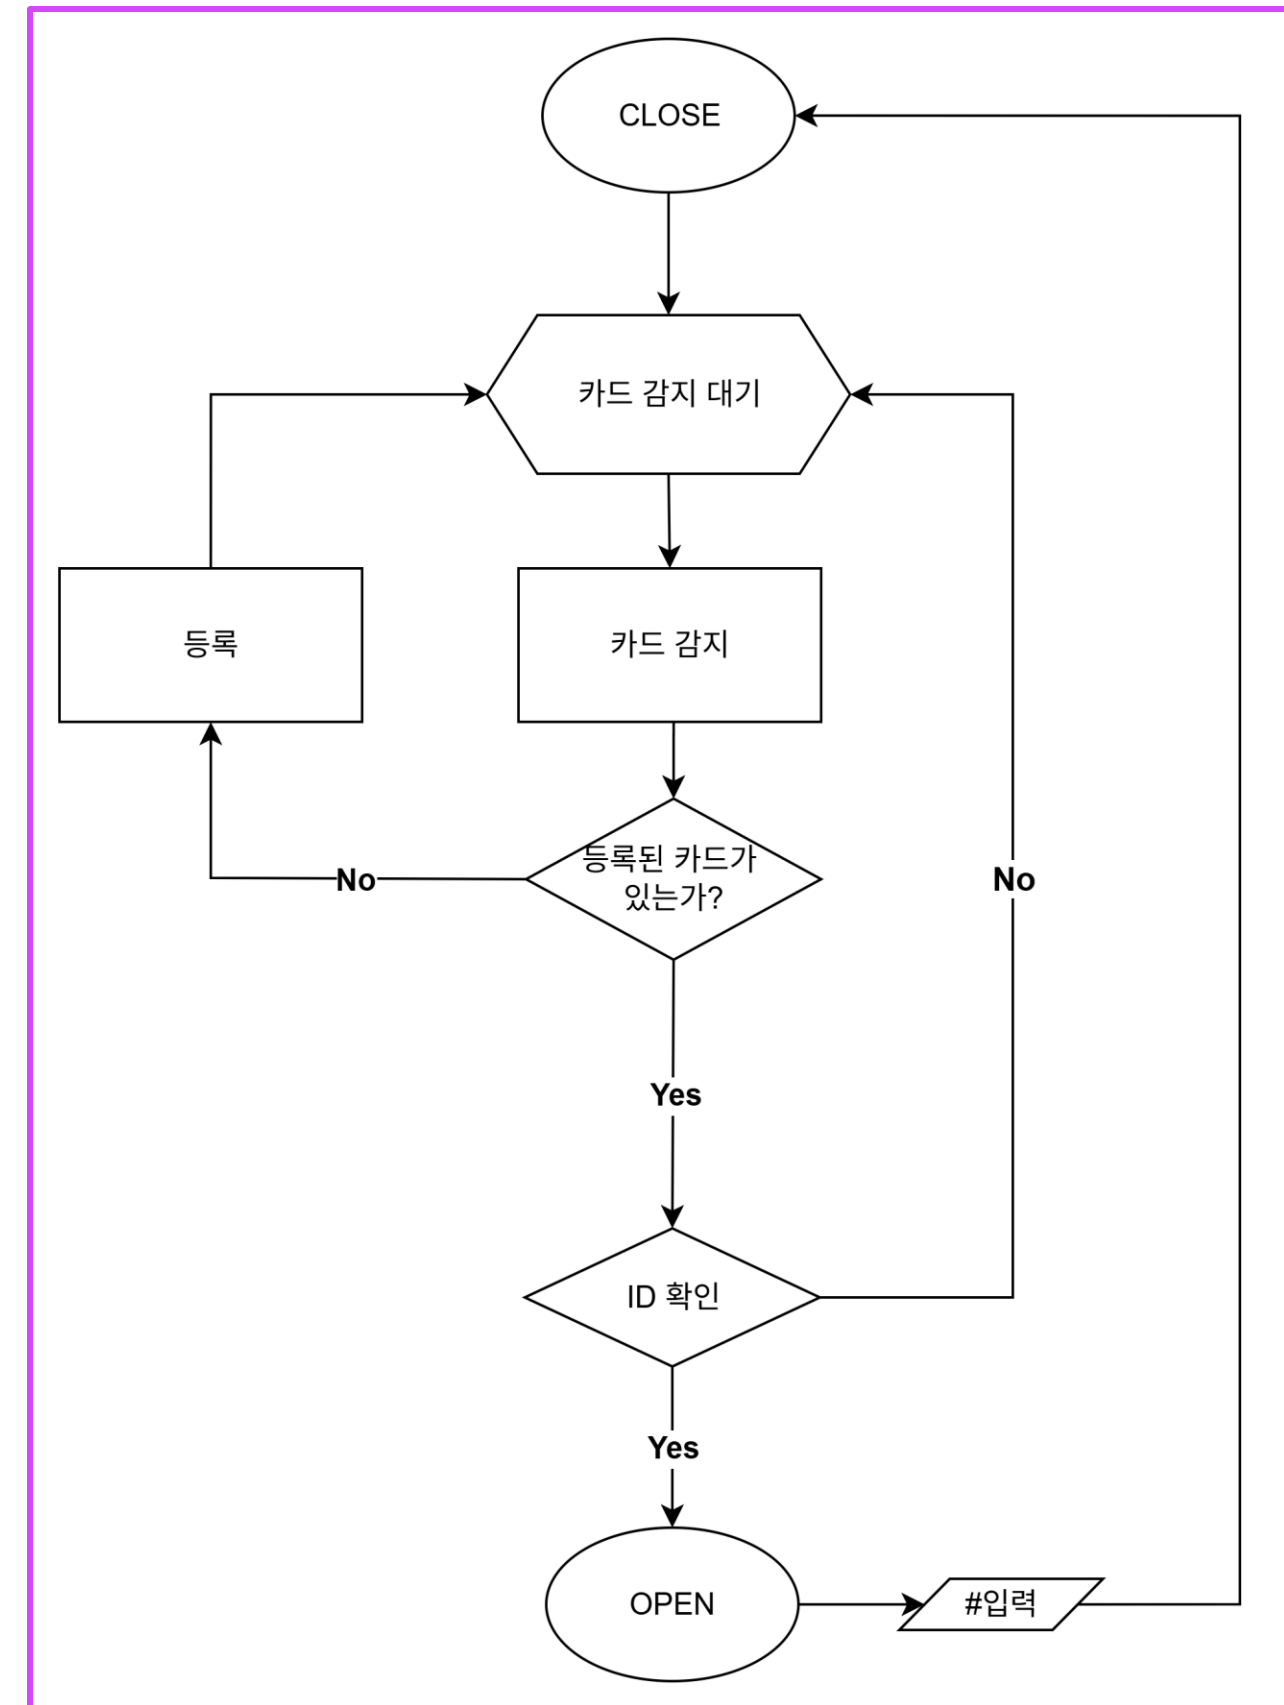 CLOSE
카드 감지 대기
등록
카드 감지
등록된 카드가
있는가?
No
No
Yes
ID 확인
Yes
OPEN
#입력